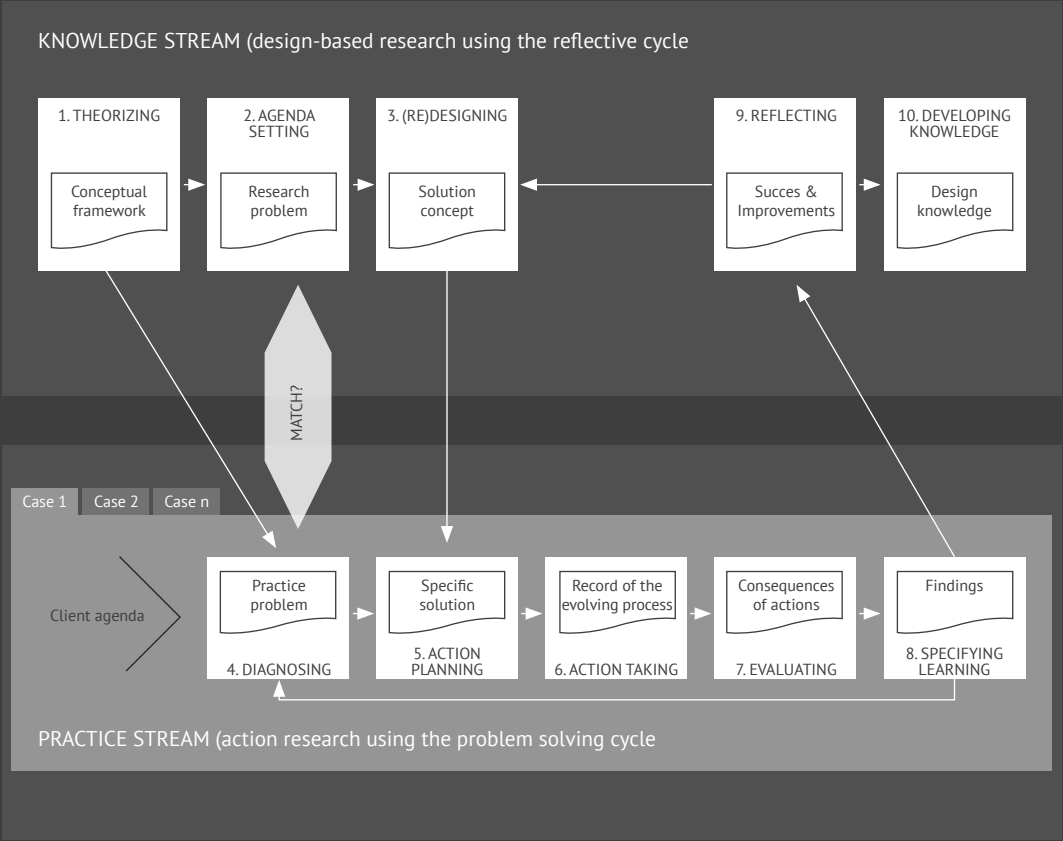 KNOWLEDGE STREAM (design-based research using the reflective cycle
1. THEORIZING
Conceptual
framework
2. AGENDA
SETTING
Research
problem
3. (RE)DESIGNING
Solution
concept
9. REFLECTING
Succes &
Improvements
10. DEVELOPING
KNOWLEDGE
Design
knowledge
MATCH?
Case 1
Case 2
Case n
Client agenda
Practice
problem
4. DIAGNOSING
Specific
solution
5. ACTION
PLANNING
Record of the
evolving process
6. ACTION TAKING
Consequences
of actions
7. EVALUATING
Findings
8. SPECIFYING
LEARNING
PRACTICE STREAM (action research using the problem solving cycle